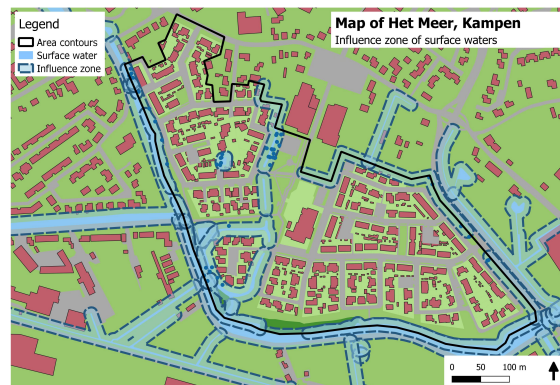 Legend
Area contours
Surface water
Influence zone
Map of Het Meer, Kampen
Influence zone of surface waters
0 50 100 m